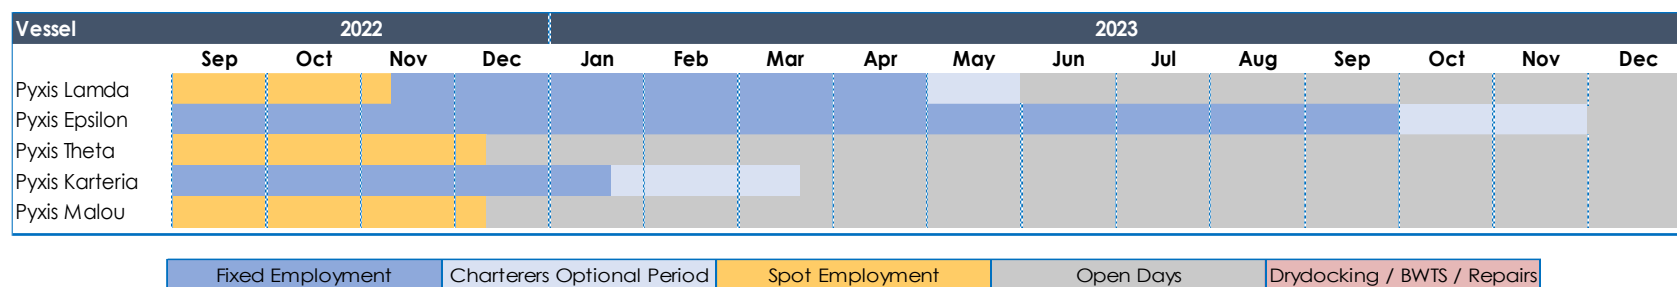 Vessel 2022 2023
Sep Oct Nov Dec Jan Feb Mar Apr May Jun Jul Aug Sep Oct Nov Dec
Pyxis Lamda
Pyxis Epsilon
Pyxis Theta
Pyxis Karteria
Pyxis Malou
Fixed Employment Charterers Optional Period Spot Employment Open Days Drydocking / BWTS / Repairs